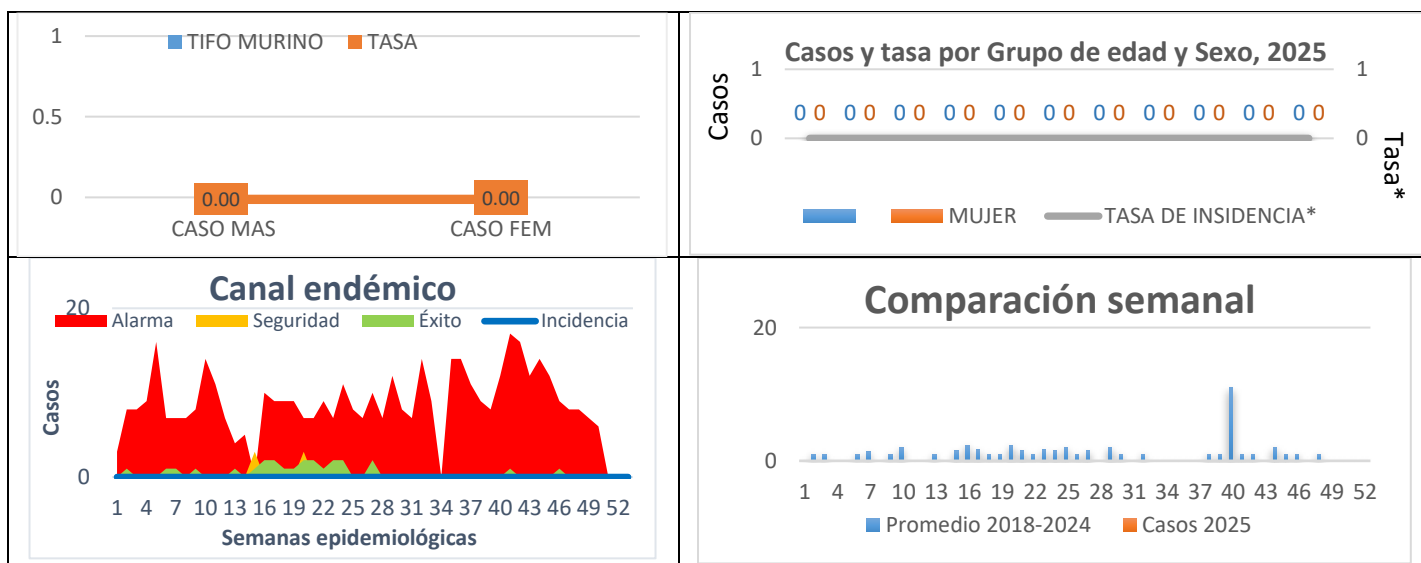 1
TIFO MURINO TASA
0.5
0
0.00 0.00
CASO MAS CASO FEM
Casos y tasa por Grupo de edad y Sexo, 2025
1 1
Casos
0 0 0 0 0 0 0 0 0 0 0 0 0 0 0 0 0 0 0 0 0 0
0 0
Tasa*
MUJER TASA DE INSIDENCIA*
Canal endémico
20
Alarma Seguridad Éxito Incidencia
Casos
0
1 4 7 10 13 16 19 22 25 28 31 34 37 40 43 46 49 52
Semanas epidemiológicas
Comparación semanal
20
0
1 4 7 10 13 16 19 22 25 28 31 34 37 40 43 46 49 52
Promedio 2018-2024 Casos 2025